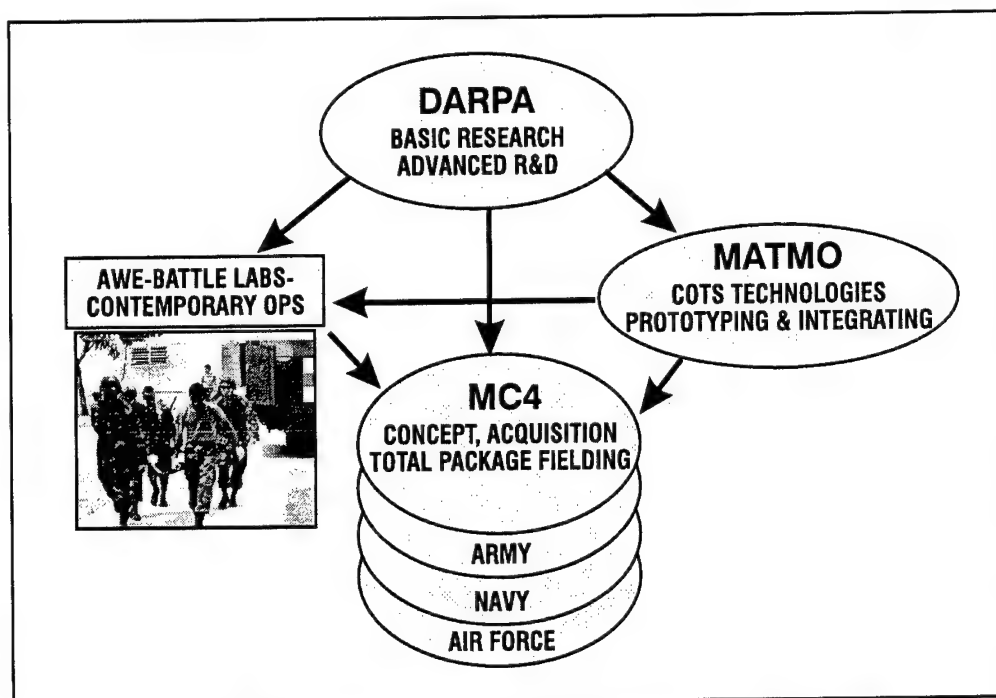 DARPA
BASIC RESEARCH
ADVANCED R&D
AWE-BATTLE LABS-
CONTEMPORARY OPS
MATMO
COTS TECHNOLOGIES
PROTOTYPING & INTEGRATING
MC4
CONCEPT, ACQUISITION
TOTAL PACKAGE FIELDING
ARMY
NAVY
AIR FORCE